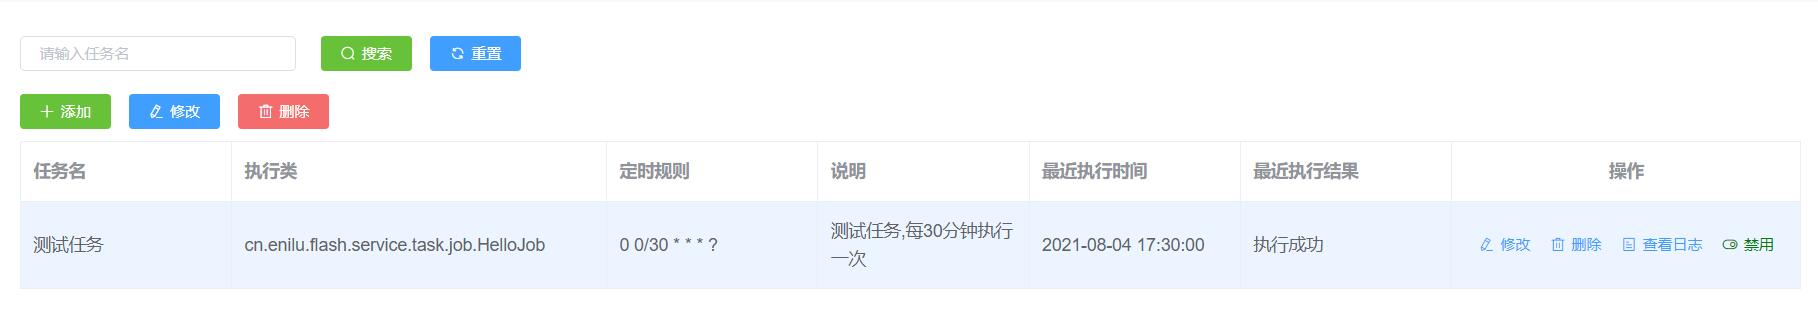 请输入任务名 搜索 重置
添加 修改 删除
任务名 执行类 定时规则 说明 最近执行时间 最近执行结果 操作
测试任务 cn.enilu.flash.service.task.job.HelloJob 0 0/30 * * * ? 测试任务,每30分钟执行 2021-08-04 17:30:00 执行成功 修改 删除 查看日志 禁用
一次